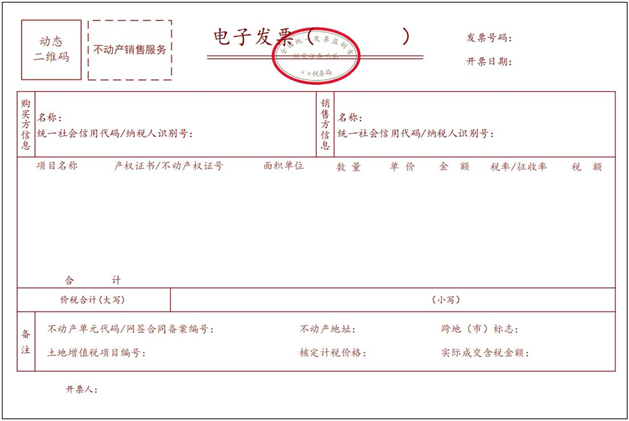 动态
二维码
不动产销售服务
电子发票（ ）
全国统一发票监制章
××税务局
发票号码：
开票日期：
购买方信息
名称：
统一社会信用代码/纳税人识别号：
销售方信息
名称：
统一社会信用代码/纳税人识别号：
项目名称 产权证书/不动产权证号 面积单位 数 量 单 价 金 额 税率/征收率 税 额
合 计
价税合计(大写) （小写）
备注
不动产单元代码/网签合同备案编号： 不动产地址： 跨地（市）标志：
土地增值税项目编号： 核定计税价格： 实际成交含税金额：
开票人：